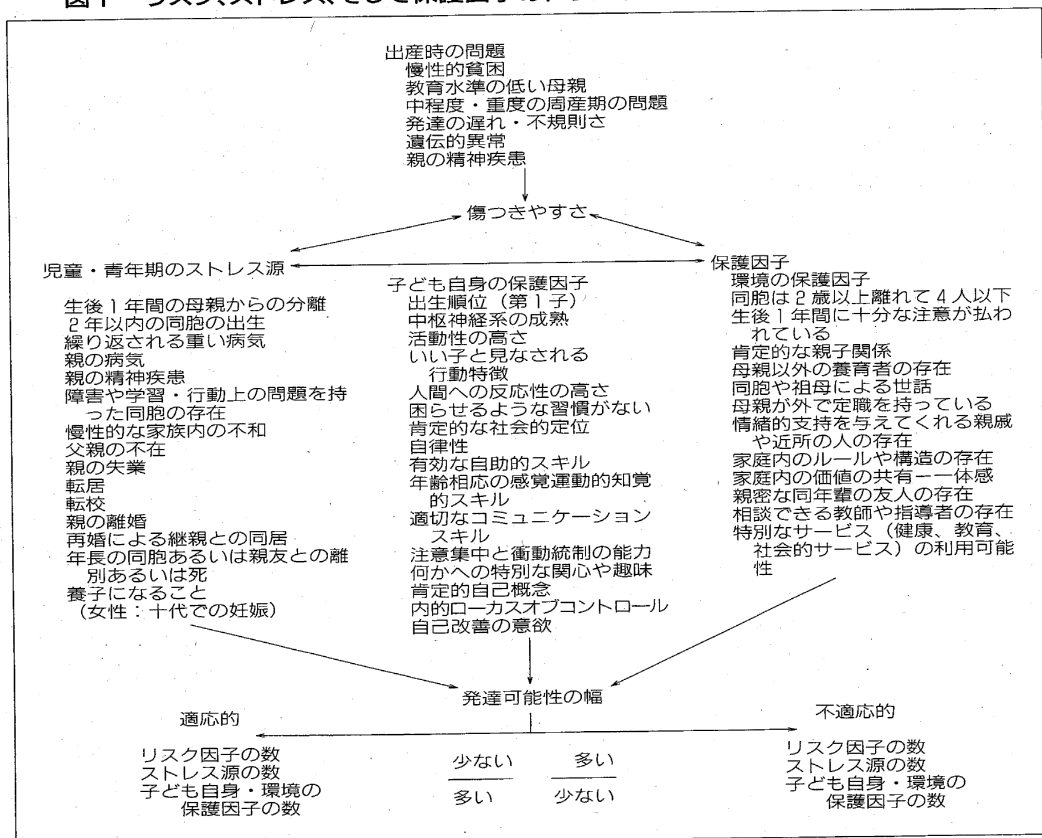 図1 リスク、ストレス、そして保護因子の
出産時の問題
慢性的貧困
教育水準の低い母親
中程度・重度の周産期の問題
発達の遅れ・不規則さ
遺伝的異常
親の精神疾患
傷つきやすさ
児童・青年期のストレス源
生後1年間の母親からの分離
2年以内の同胞の出生
繰り返される重い病気
親の病気
親の精神疾患
障害や学習・行動上の問題を持
った同胞の存在
慢性的な家族内の不和
父親の不在
親の失業
転居
転校
親の離婚
再婚による継親との同居
年長の同胞あるいは親友との離
別あるいは死
養子になること
(女性:十代での妊娠)
子ども自身の保護因子
出生順位(第1子)
中枢神経系の成熟
活動性の高さ
いい子と見なされる
行動特徴
人間への反応性の高さ
困らせるような習慣がない
肯定的な社会的定位
自律性
有効な自助的スキル
年齢相応の感覚運動的知覚
的スキル
適切なコミュニケーション
スキル
注意集中と衝動統制の能力
何かへの特別な関心や趣味
肯定的自己概念
内的ローカスオブコントロール
自己改善の意欲
保護因子
環境の保護因子
同胞は2歳以上離れて4人以下
生後1年間に十分な注意が払わ
れている
肯定的な親子関係
母親以外の養育者の存在
同胞や祖母による世話
母親が外で定職を持っている
情緒的支持を与えてくれる親戚
や近所の人の存在
家庭内のルールや構造の存在
家庭内の価値の共有ー一体感
親密な同年輩の友人の存在
相談できる教師や指導者の存在
特別なサービス(健康、教育、
社会的サービス)の利用可能
性
発達可能性の幅
適応的
不適応的
リスク因子の数
ストレス源の数
子ども自身・環境の
保護因子の数
少ない 多い
多い 少ない
リスク因子の数
ストレス源の数
子ども自身・環境の
保護因子の数